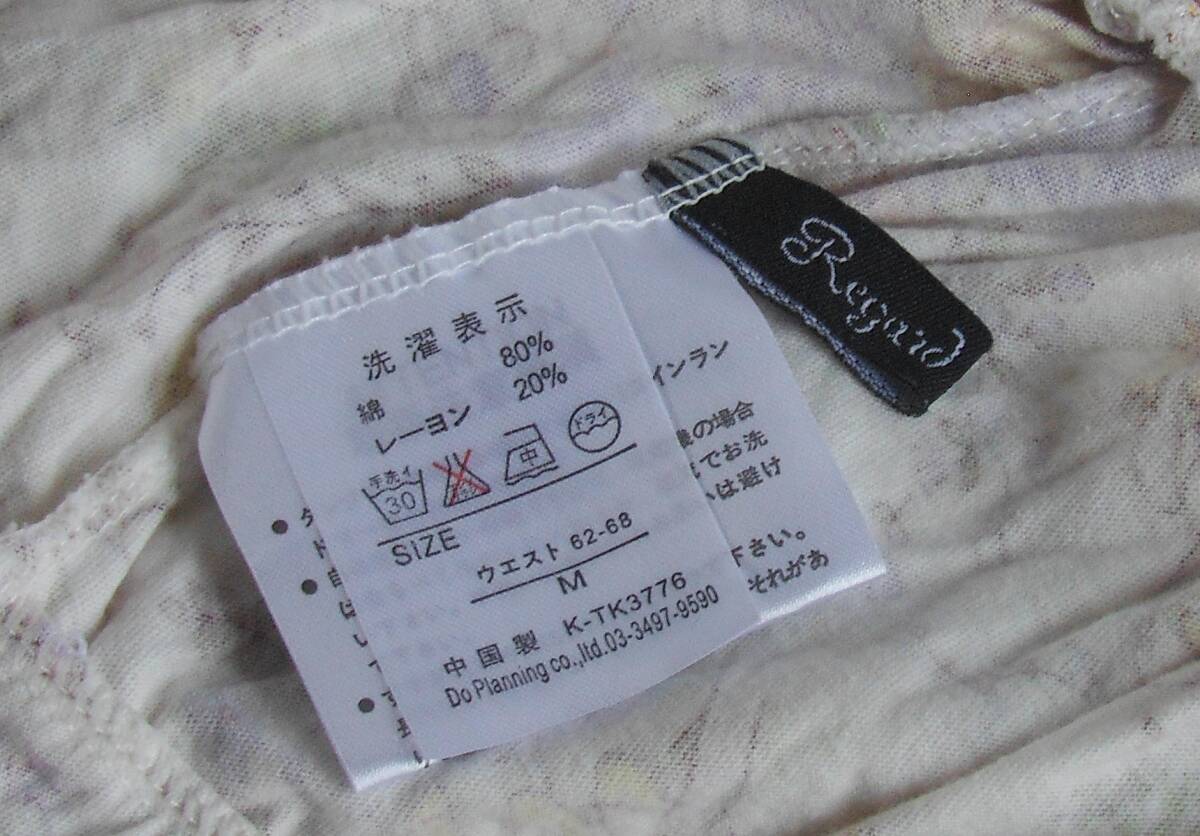 Regard
洗濯表示
綿 80%
レーヨン 20%
手洗イ
30
中
ドライ
SIZE
ウエスト 62-68
M
中国製 K-TK3776
Do Planning co.,ltd.03-3497-9590
インラン
の場合
でお洗
は避け
下さい。
それがあ